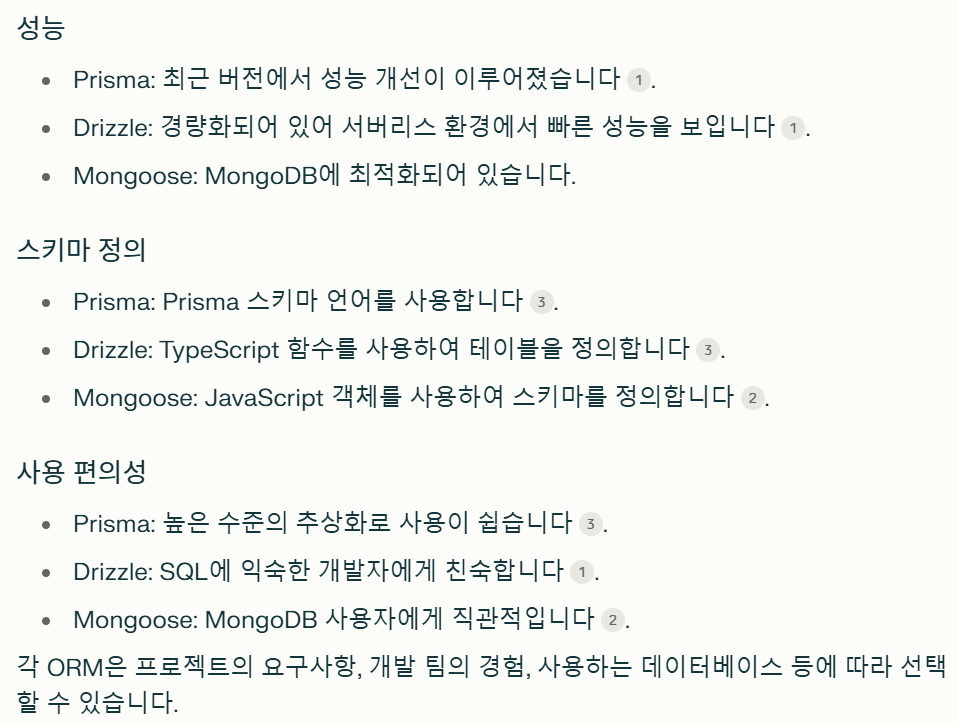 성능
• Prisma: 최근 버전에서 성능 개선이 이루어졌습니다 1.
• Drizzle: 경량화되어 있어 서버리스 환경에서 빠른 성능을 보입니다 1.
• Mongoose: MongoDB에 최적화되어 있습니다.
스키마 정의
• Prisma: Prisma 스키마 언어를 사용합니다 3.
• Drizzle: TypeScript 함수를 사용하여 테이블을 정의합니다 3.
• Mongoose: JavaScript 객체를 사용하여 스키마를 정의합니다 2.
사용 편의성
• Prisma: 높은 수준의 추상화로 사용이 쉽습니다 3.
• Drizzle: SQL에 익숙한 개발자에게 친숙합니다 1.
• Mongoose: MongoDB 사용자에게 직관적입니다 2.
각 ORM은 프로젝트의 요구사항, 개발 팀의 경험, 사용하는 데이터베이스 등에 따라 선택
할 수 있습니다.